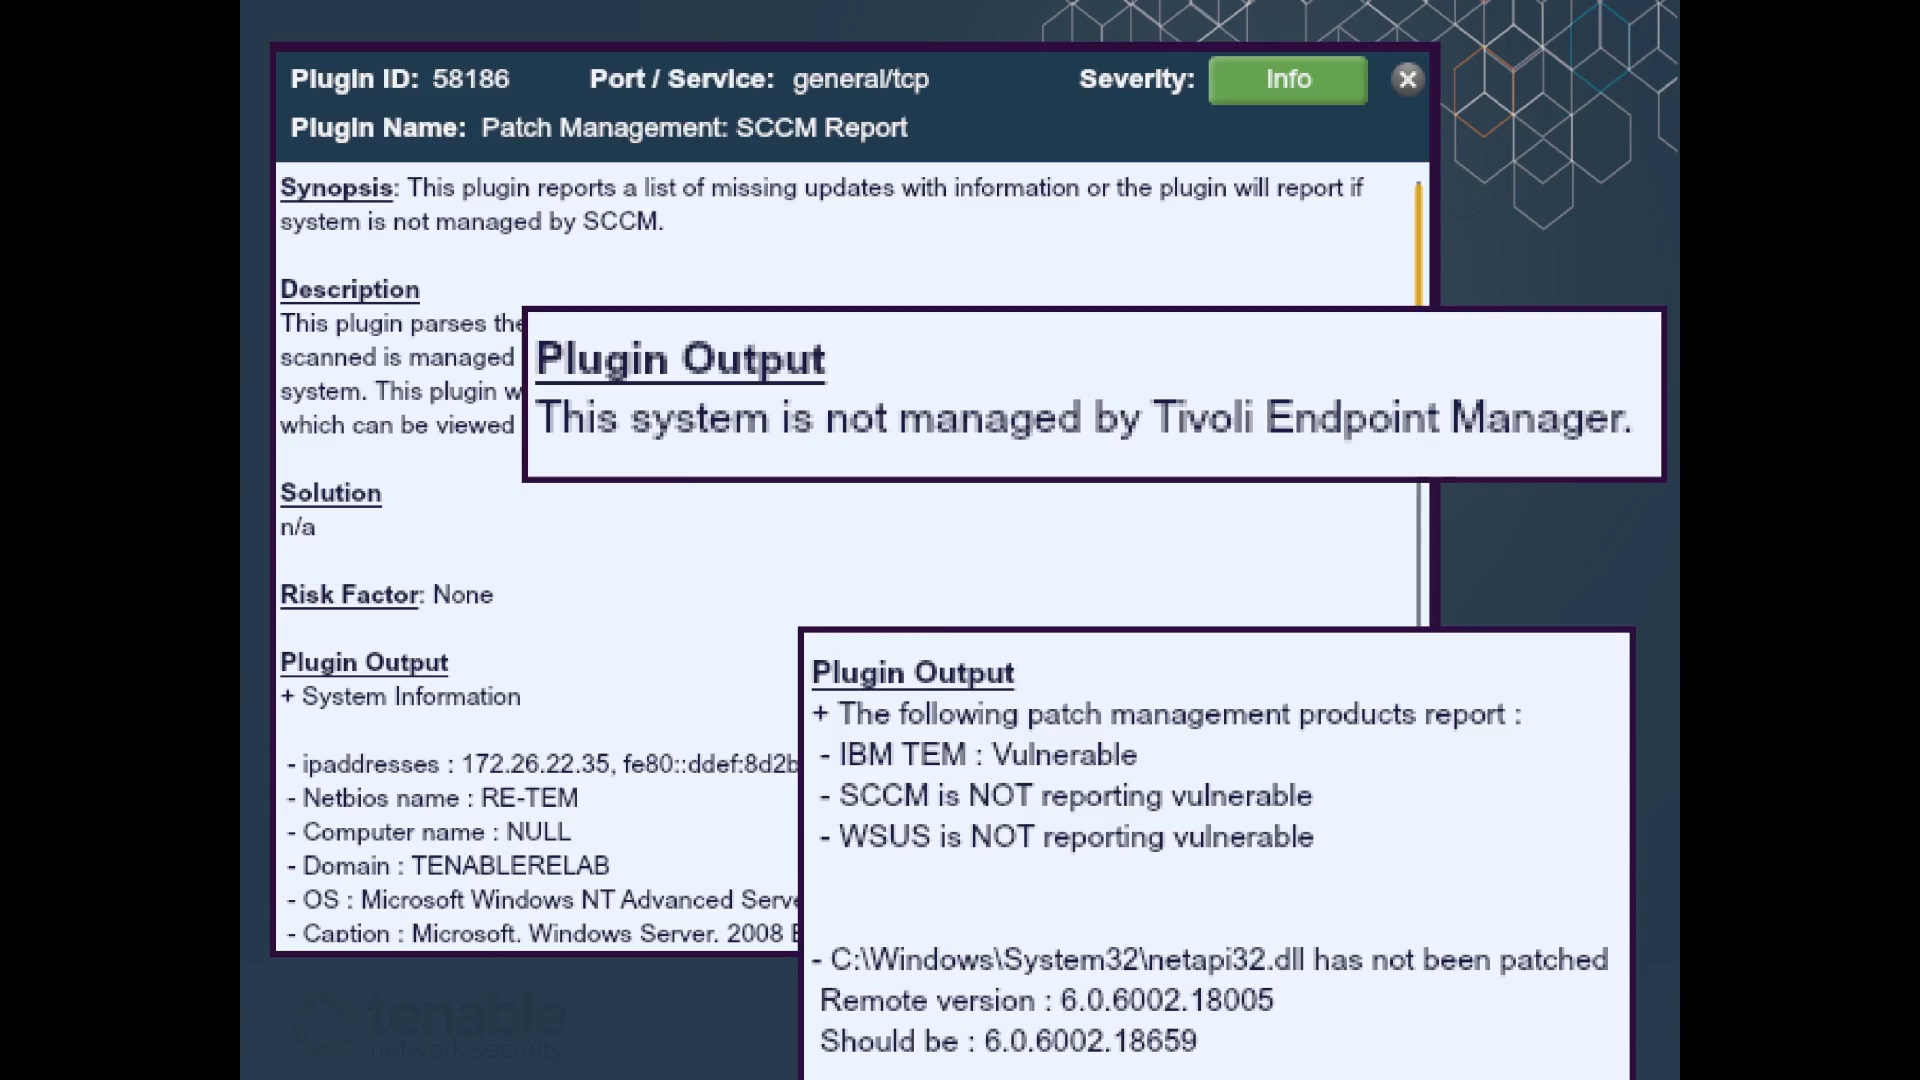 Plugin ID: 58186 Port / Service: general/tcp Severity: Info
Plugin Name: Patch Management: SCCM Report
Synopsis: This plugin reports a list of missing updates with information or the plugin will report if
system is not managed by SCCM.
Description
This plugin parses the
scanned is managed
system. This plugin w
which can be viewed
Plugin Output
This system is not managed by Tivoli Endpoint Manager.
Solution
n/a
Risk Factor: None
Plugin Output
+ System Information
- ipaddresses : 172.26.22.35, fe80::ddef:8d2b
- Netbios name : RE-TEM
- Computer name : NULL
- Domain : TENABLERELAB
- OS : Microsoft Windows NT Advanced Serve
- Caption : Microsoft. Windows Server. 2008 E
Plugin Output
+ The following patch management products report :
- IBM TEM : Vulnerable
- SCCM is NOT reporting vulnerable
- WSUS is NOT reporting vulnerable
- C:\Windows\System32\netapi32.dll has not been patched
Remote version : 6.0.6002.18005
Should be : 6.0.6002.18659
tenable
network security